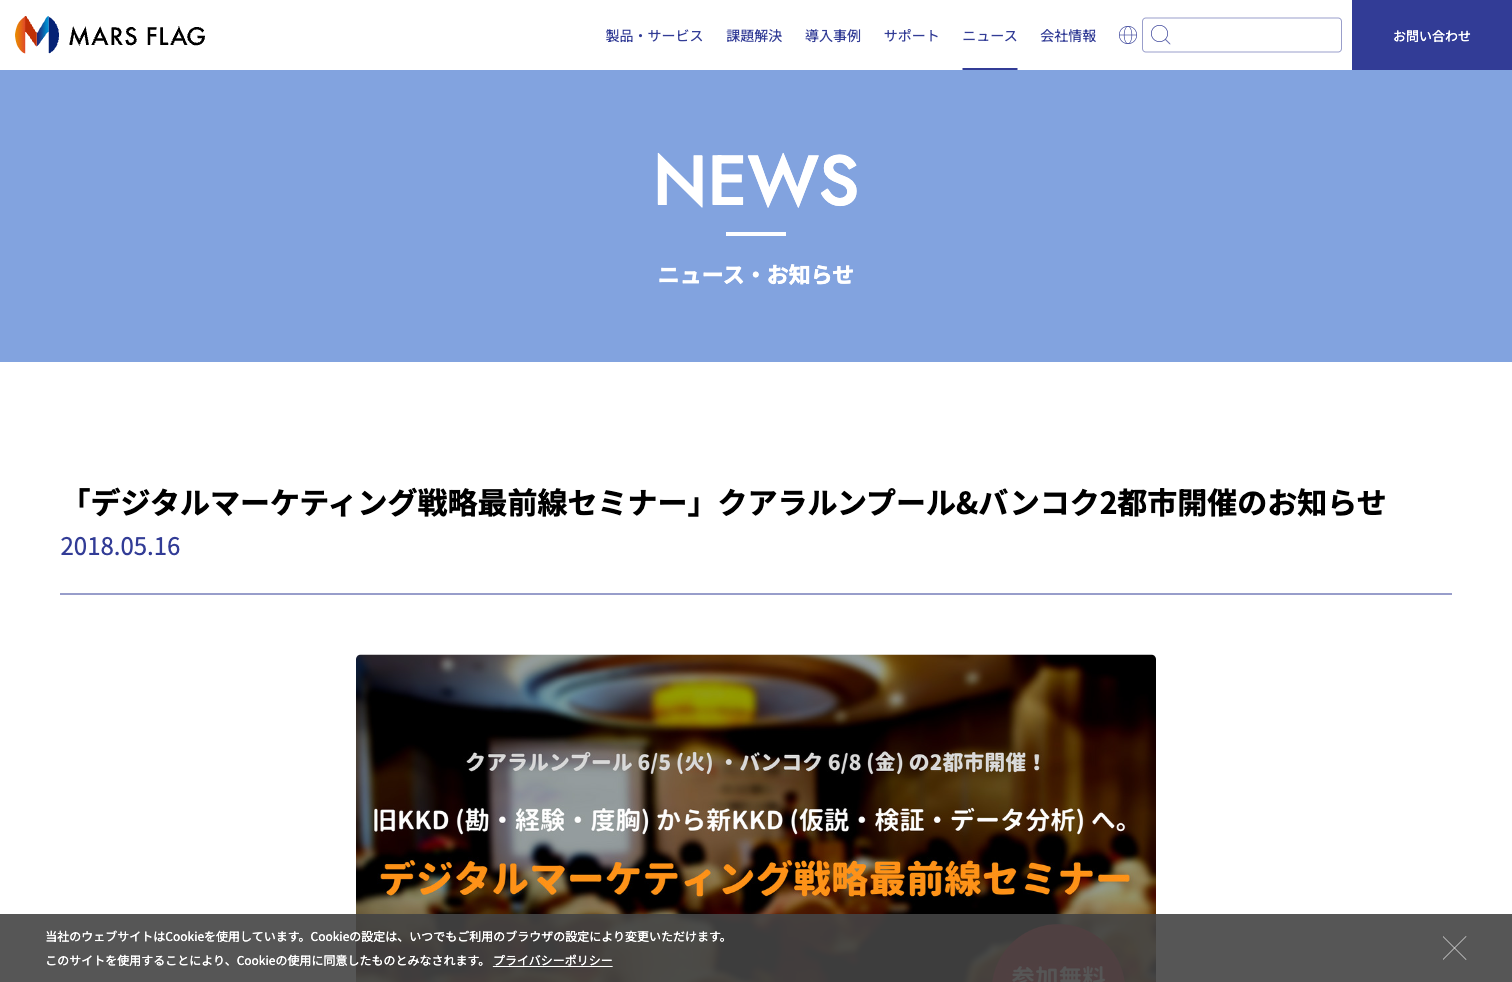 MARS FLAG
製品・サービス 課題解決 導入事例 サポート ニュース 会社情報 お問い合わせ
NEWS
ニュース・お知らせ
「デジタルマーケティング戦略最前線セミナー」クアラルンプール&バンコク2都市開催のお知らせ
2018.05.16
クアラルンプール 6/5 (火) ・バンコク 6/8 (金) の2都市開催！
旧KKD (勘・経験・度胸) から新KKD (仮説・検証・データ分析) へ。
デジタルマーケティング戦略最前線セミナー
参加無料
当社のウェブサイトはCookieを使用しています。Cookieの設定は、いつでもご利用のブラウザの設定により変更いただけます。
このサイトを使用することにより、Cookieの使用に同意したものとみなされます。 プライバシーポリシー